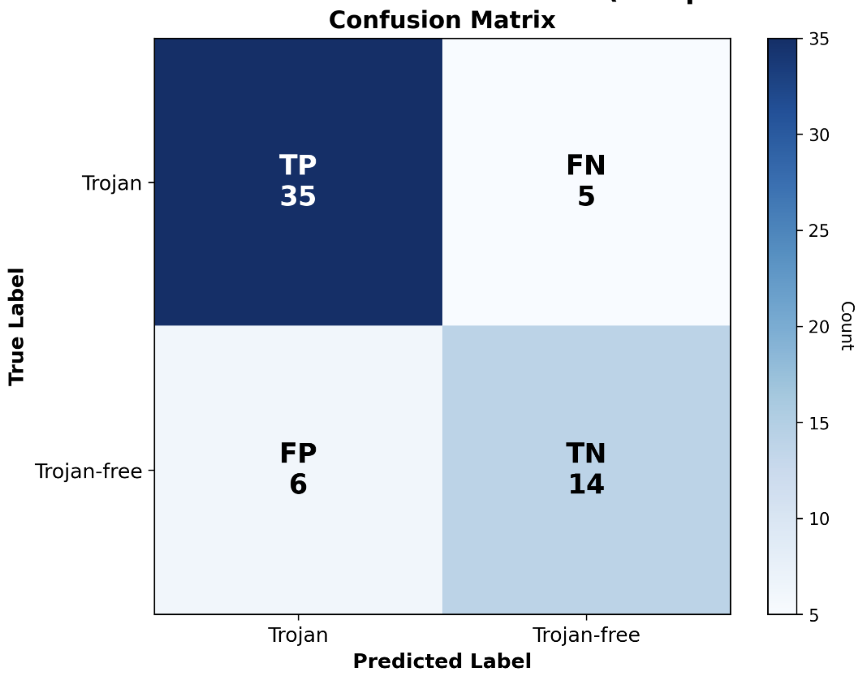 Confusion Matrix
True Label
Trojan
TP
35
FN
5
Trojan-free
FP
6
TN
14
Trojan
Trojan-free
Predicted Label
35
30
25
20
15
10
5
Count